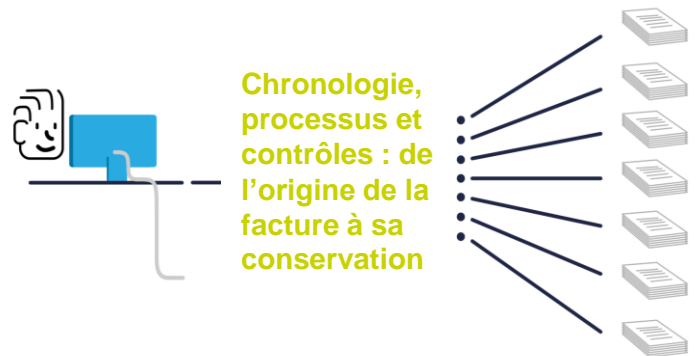 Chronologie,
processus et
contrôles : de
l’origine de la
facture à sa
conservation